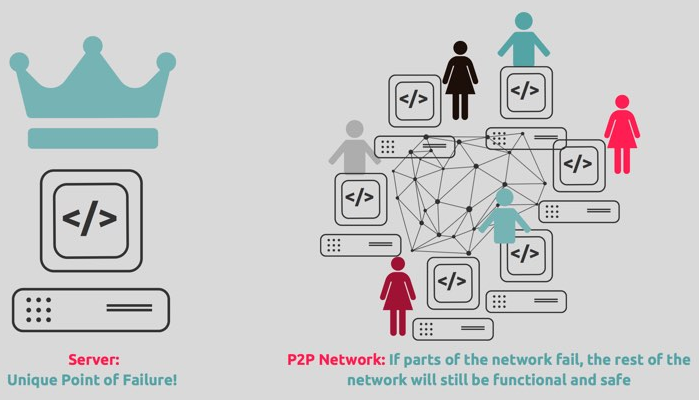 </>
</>
</>
</>
</>
</>
</>
Server:
Unique Point of Failure!
P2P Network: If parts of the network fail, the rest of the
network will still be functional and safe